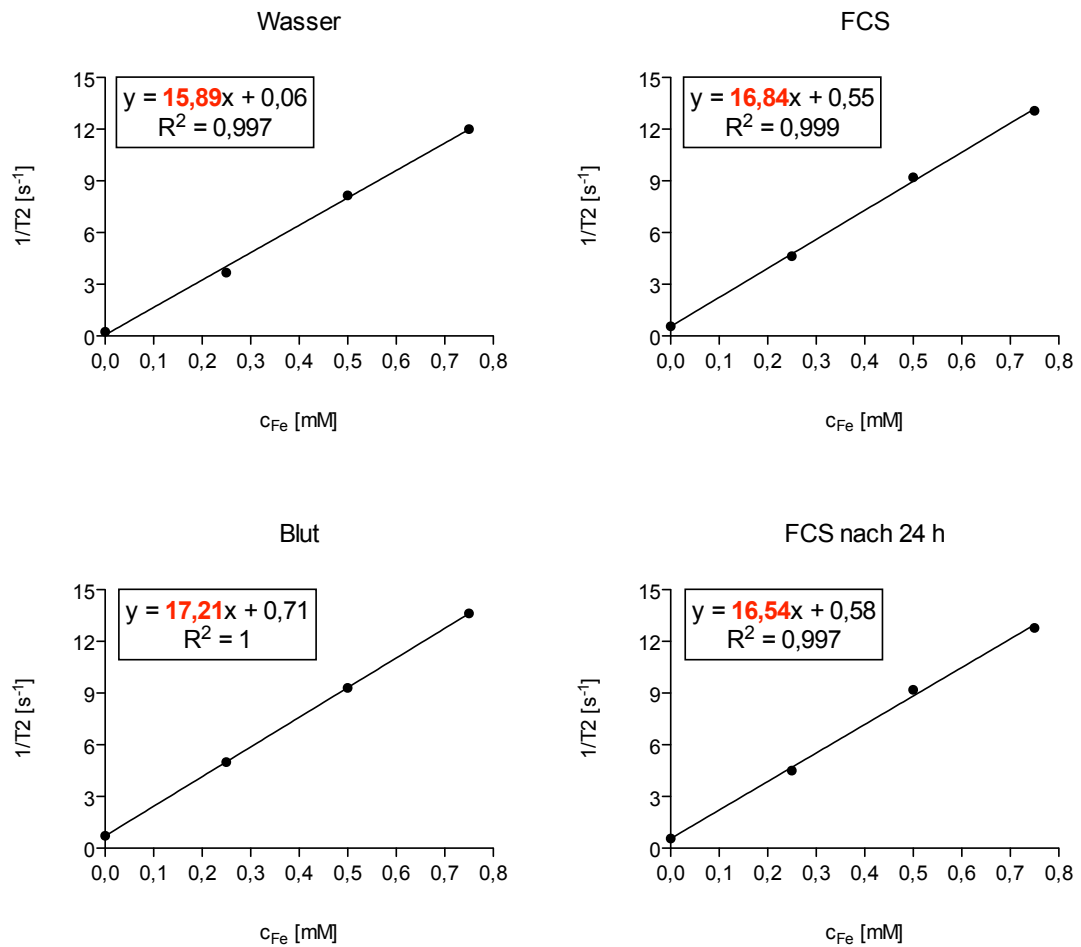 Wasser
y = 15,89x + 0,06
R² = 0,997
15
12
9
6
3
0
1/T2 [s⁻¹]
0,0 0,1 0,2 0,3 0,4 0,5 0,6 0,7 0,8
c_Fe [mM]
FCS
y = 16,84x + 0,55
R² = 0,999
15
12
9
6
3
0
1/T2 [s⁻¹]
0,0 0,1 0,2 0,3 0,4 0,5 0,6 0,7 0,8
c_Fe [mM]
Blut
y = 17,21x + 0,71
R² = 1
15
12
9
6
3
0
1/T2 [s⁻¹]
0,0 0,1 0,2 0,3 0,4 0,5 0,6 0,7 0,8
c_Fe [mM]
FCS nach 24 h
y = 16,54x + 0,58
R² = 0,997
15
12
9
6
3
0
1/T2 [s⁻¹]
0,0 0,1 0,2 0,3 0,4 0,5 0,6 0,7 0,8
c_Fe [mM]